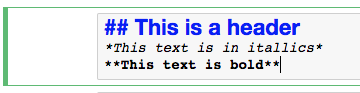 ## This is a header
*This text is in itallics*
**This text is bold**